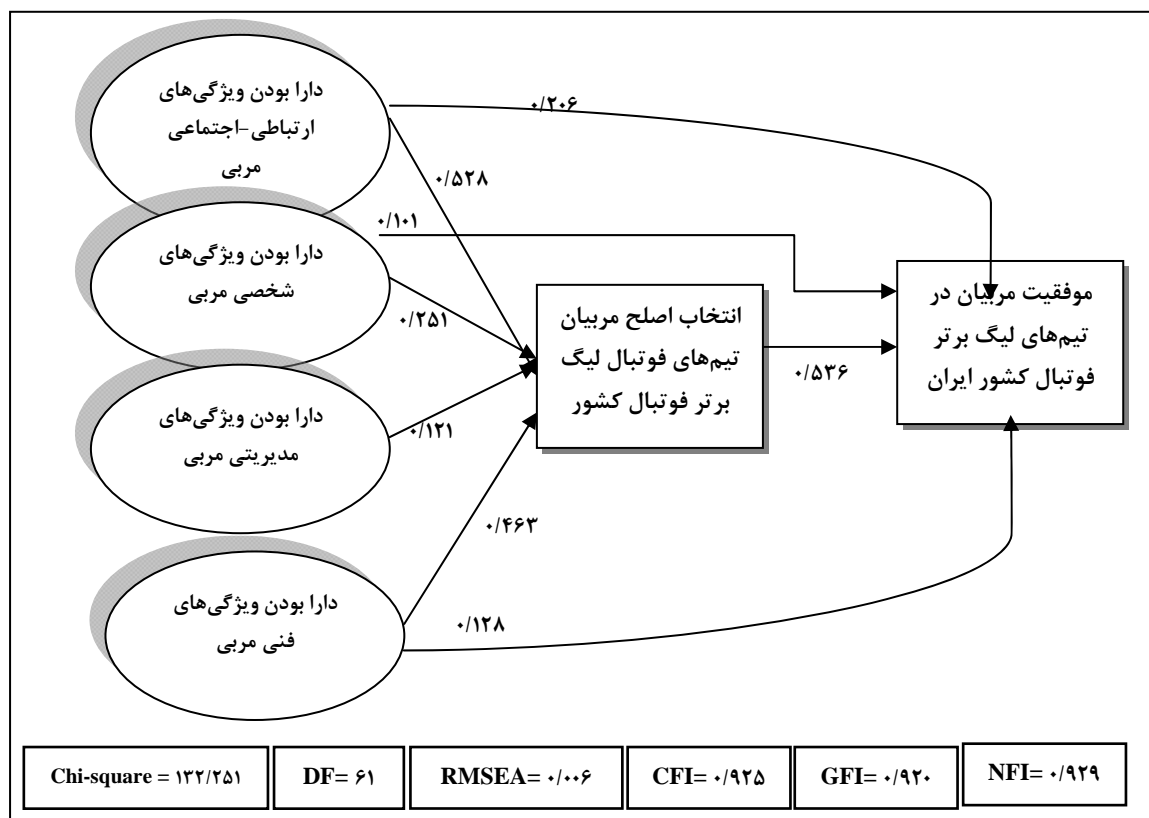 دارا بودن ویژگی‌های
ارتباطی-اجتماعی
مربی
۰/۲۰۶
۰/۵۲۸
۰/۱۰۱
دارا بودن ویژگی‌های
شخصی مربی
۰/۲۵۱
انتخاب اصلح مربیان
تیم‌های فوتبال لیگ
برتر فوتبال کشور
موفقیت مربیان در
تیم‌های لیگ برتر
فوتبال کشور ایران
۰/۵۳۶
دارا بودن ویژگی‌های
مدیریتی مربی
۰/۱۲۱
۰/۴۶۳
دارا بودن ویژگی‌های
فنی مربی
۰/۱۲۸
Chi-square = ۱۳۲/۲۵۱
DF= ۶۱
RMSEA= ۰/۰۰۶
CFI= ۰/۹۲۵
GFI= ۰/۹۲۰
NFI= ۰/۹۲۹